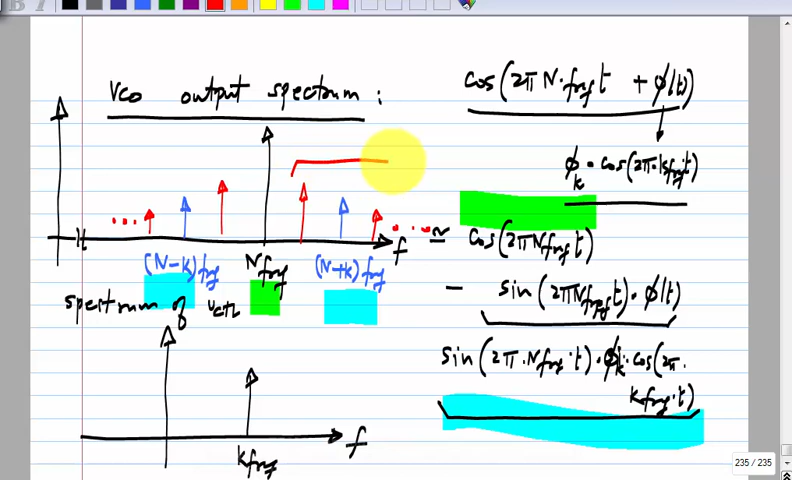 VCO output spectrum :
f
(N-k) fref
N fref
(N+k) fref
spectrum of vctl
f
k fref
cos(2π N·fref t + φ(t))
φk · cos(2π·k fref t)
≈ cos(2πN fref t)
- sin(2πN fref t)·φ(t)
sin(2π·N fref·t)·φk·cos(2π·
k fref·t)
235 / 235